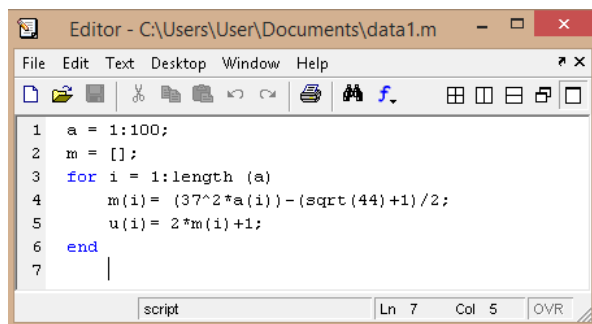 Editor - C:\Users\User\Documents\data1.m
File Edit Text Desktop Window Help
1 a = 1:100;
2 m = [];
3 for i = 1:length (a)
4 m(i)= (37^2*a(i))-(sqrt(44)+1)/2;
5 u(i)= 2*m(i)+1;
6 end
7
script Ln 7 Col 5 OVR